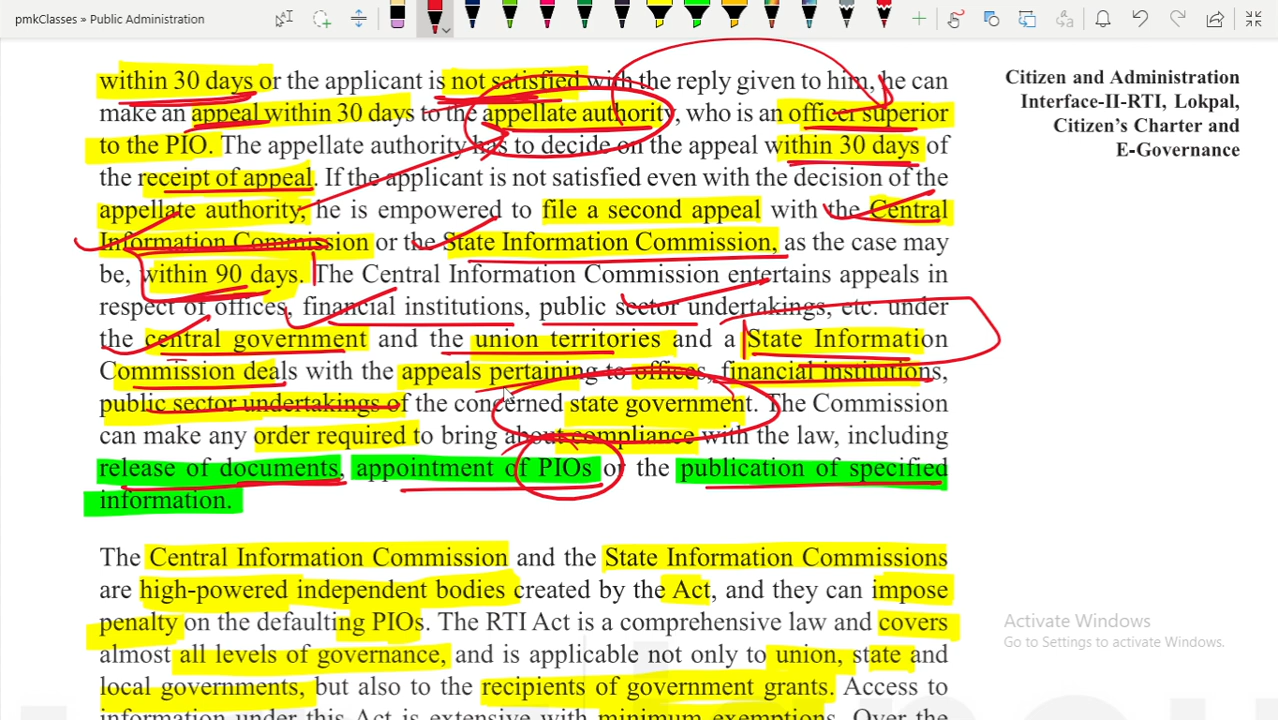 pmkClasses » Public Administration
within 30 days or the applicant is not satisfied with the reply given to him, he can
make an appeal within 30 days to the appellate authority, who is an officer superior
to the PIO. The appellate authority has to decide on the appeal within 30 days of
the receipt of appeal. If the applicant is not satisfied even with the decision of the
appellate authority, he is empowered to file a second appeal with the Central
Information Commission or the State Information Commission, as the case may
be, within 90 days. The Central Information Commission entertains appeals in
respect of offices, financial institutions, public sector undertakings, etc. under
the central government and the union territories and a State Information
Commission deals with the appeals pertaining to offices, financial institutions,
public sector undertakings of the concerned state government. The Commission
can make any order required to bring about compliance with the law, including
release of documents, appointment of PIOs or the publication of specified
information.
The Central Information Commission and the State Information Commissions
are high-powered independent bodies created by the Act, and they can impose
penalty on the defaulting PIOs. The RTI Act is a comprehensive law and covers
almost all levels of governance, and is applicable not only to union, state and
local governments, but also to the recipients of government grants. Access to
information under this Act is extensive with minimum exemptions. Over the
Citizen and Administration
Interface-II-RTI, Lokpal,
Citizen's Charter and
E-Governance
Activate Windows
Go to Settings to activate Windows.